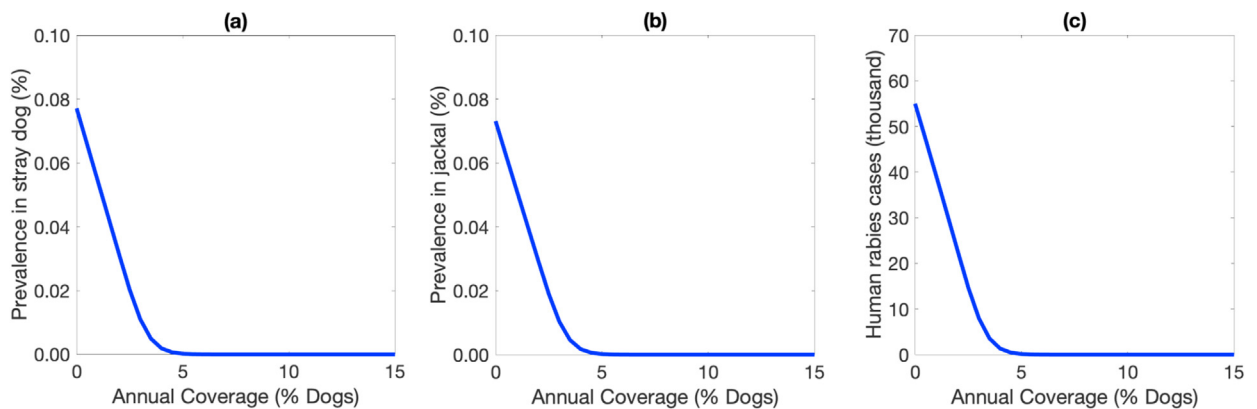 (a)
0.10
0.08
0.06
0.04
0.02
0.00
Prevalence in stray dog (%)
0 5 10 15
Annual Coverage (% Dogs)
(b)
0.10
0.08
0.06
0.04
0.02
0.00
Prevalence in jackal (%)
0 5 10 15
Annual Coverage (% Dogs)
(c)
70
60
50
40
30
20
10
0
Human rabies cases (thousand)
0 5 10 15
Annual Coverage (% Dogs)